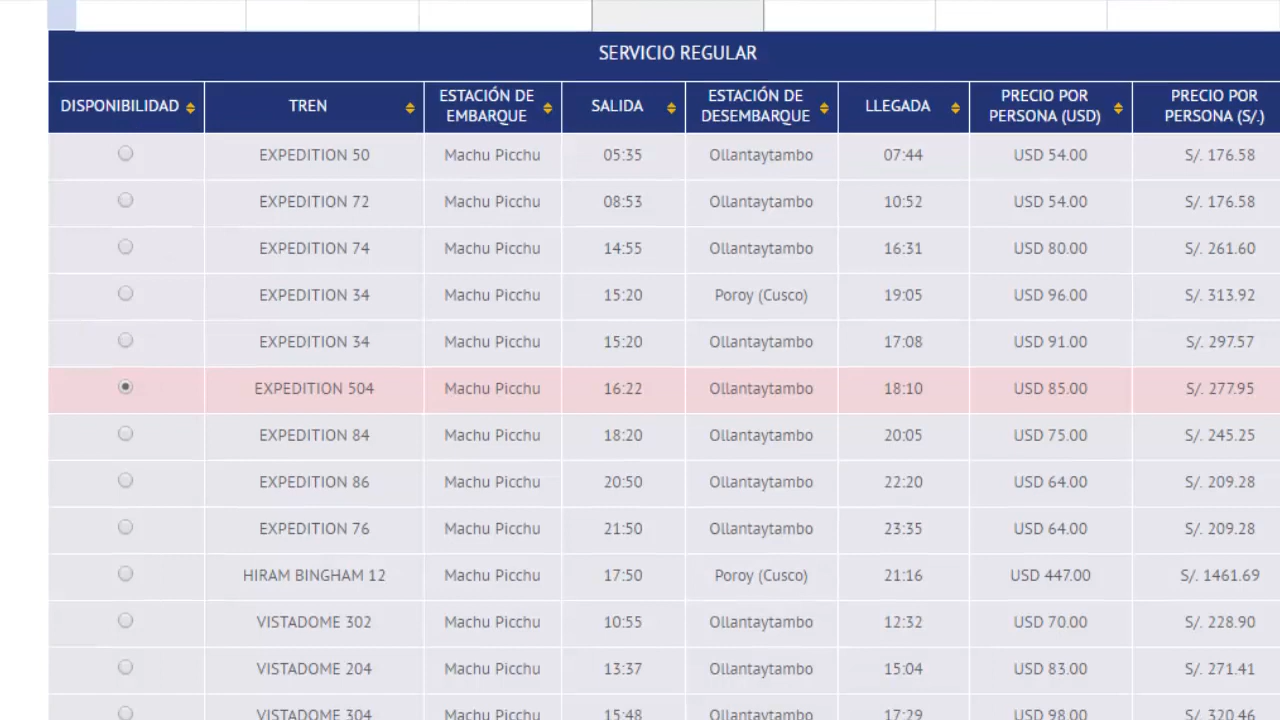 SERVICIO REGULAR
DISPONIBILIDAD TREN ESTACIÓN DE EMBARQUE SALIDA ESTACIÓN DE DESEMBARQUE LLEGADA PRECIO POR PERSONA (USD) PRECIO POR PERSONA (S/.)
EXPEDITION 50 Machu Picchu 05:35 Ollantaytambo 07:44 USD 54.00 S/. 176.58
EXPEDITION 72 Machu Picchu 08:53 Ollantaytambo 10:52 USD 54.00 S/. 176.58
EXPEDITION 74 Machu Picchu 14:55 Ollantaytambo 16:31 USD 80.00 S/. 261.60
EXPEDITION 34 Machu Picchu 15:20 Poroy (Cusco) 19:05 USD 96.00 S/. 313.92
EXPEDITION 34 Machu Picchu 15:20 Ollantaytambo 17:08 USD 91.00 S/. 297.57
EXPEDITION 504 Machu Picchu 16:22 Ollantaytambo 18:10 USD 85.00 S/. 277.95
EXPEDITION 84 Machu Picchu 18:20 Ollantaytambo 20:05 USD 75.00 S/. 245.25
EXPEDITION 86 Machu Picchu 20:50 Ollantaytambo 22:20 USD 64.00 S/. 209.28
EXPEDITION 76 Machu Picchu 21:50 Ollantaytambo 23:35 USD 64.00 S/. 209.28
HIRAM BINGHAM 12 Machu Picchu 17:50 Poroy (Cusco) 21:16 USD 447.00 S/. 1461.69
VISTADOME 302 Machu Picchu 10:55 Ollantaytambo 12:32 USD 70.00 S/. 228.90
VISTADOME 204 Machu Picchu 13:37 Ollantaytambo 15:04 USD 83.00 S/. 271.41
VISTADOME 304 Machu Picchu 15:48 Ollantaytambo 17:29 USD 98.00 S/. 320.46